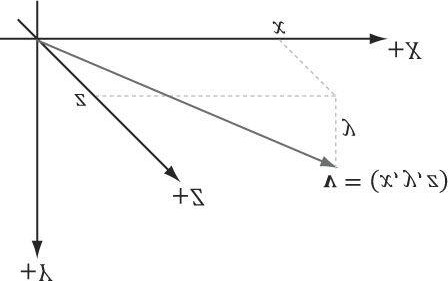 x
+X
z
y
v = (x, y, z)
+Z
+Y